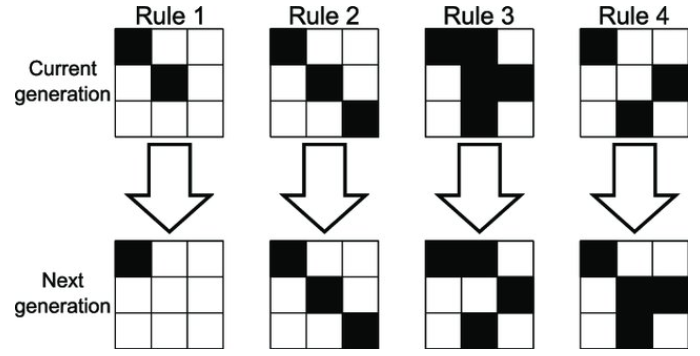 Rule 1 Rule 2 Rule 3 Rule 4
Current
generation
Next
generation